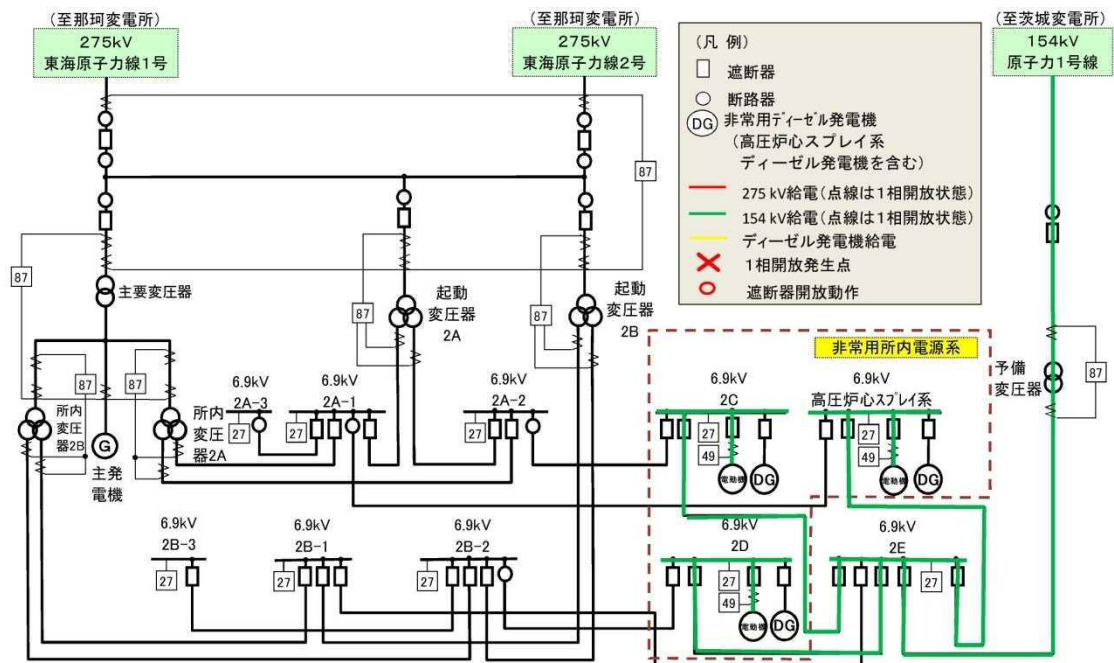 (至那珂変電所)
275kV
東海原子力線1号
(至那珂変電所)
275kV
東海原子力線2号
(至茨城変電所)
154kV
原子力1号線
(凡 例)
遮断器
断路器
DG
非常用ディーゼル発電機
(高圧炉心スプレイ系
ディーゼル発電機を含む)
275 kV給電(点線は1相開放状態)
154 kV給電(点線は1相開放状態)
ディーゼル発電機給電
1相開放発生点
遮断器開放動作
87
87
主要変圧器
87
起動
変圧器
2A
87
起動
変圧器
2B
非常用所内電源系
予備
変圧器
87
87
87
所内
変圧
器2B
G
主発
電機
所内
変圧
器2A
6.9kV
2A-3
27
6.9kV
2A-1
27
6.9kV
2A-2
27
6.9kV
2C
27
49
電動機
DG
6.9kV
高圧炉心スプレイ系
27
49
電動機
DG
6.9kV
2B-3
27
6.9kV
2B-1
27
6.9kV
2B-2
27
6.9kV
2D
27
49
電動機
DG
6.9kV
2E
27